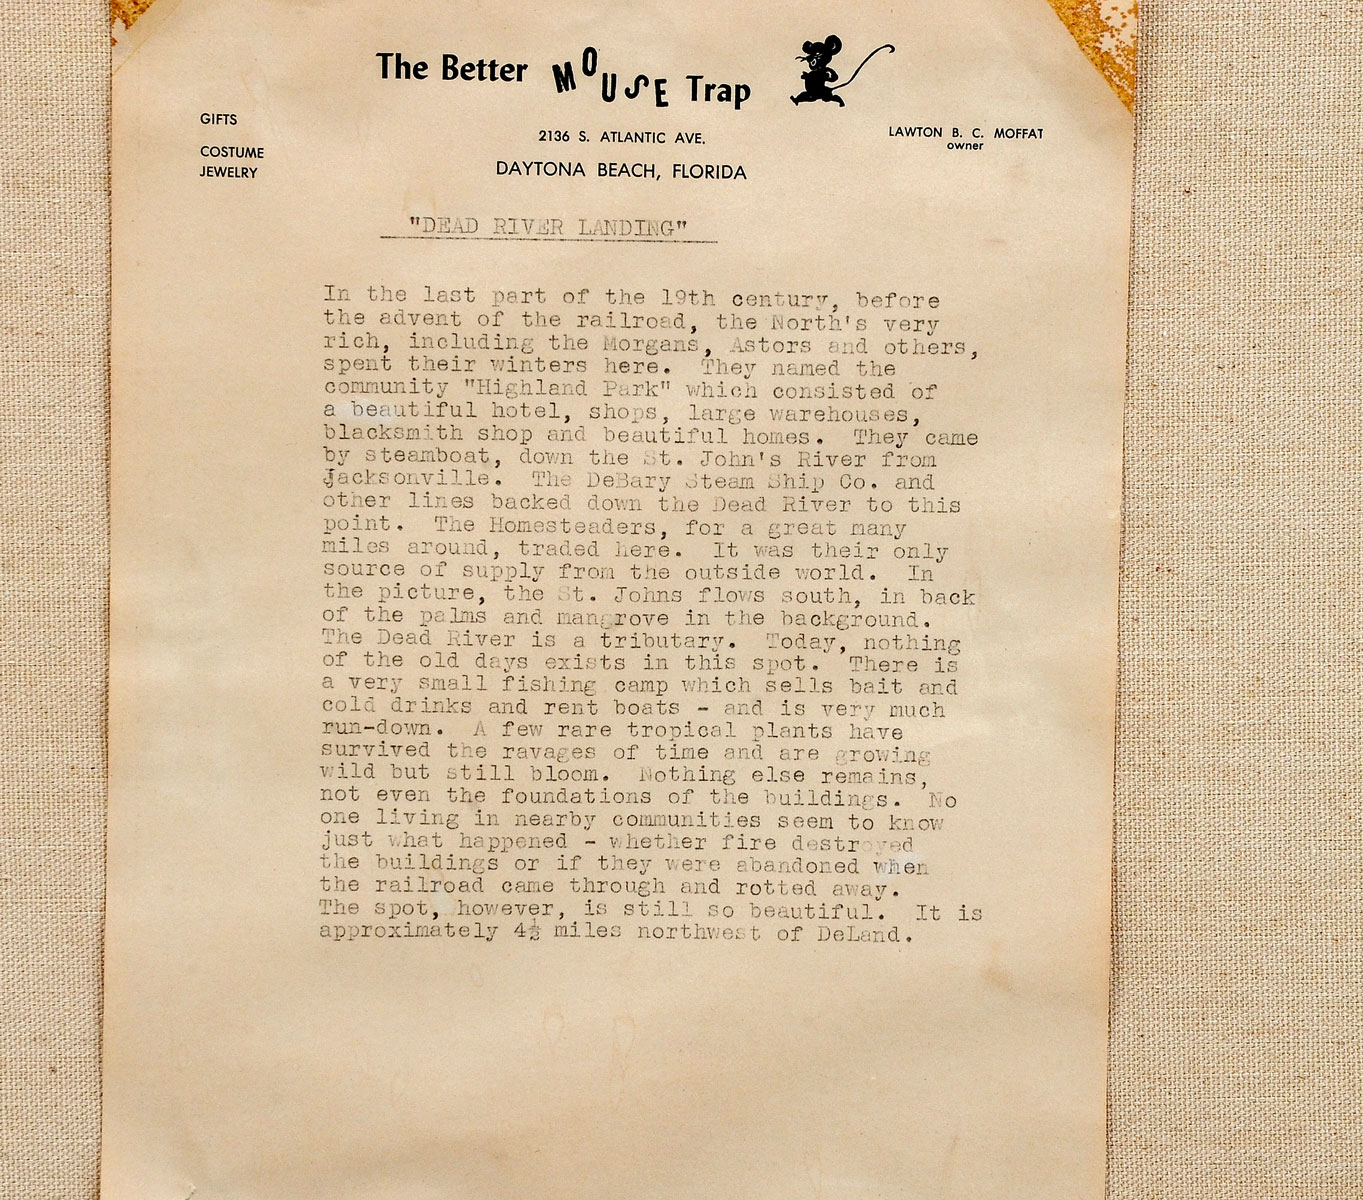 The Better MOUSE Trap
GIFTS
COSTUME
JEWELRY
2136 S. ATLANTIC AVE.
DAYTONA BEACH, FLORIDA
LAWTON B. C. MOFFAT
owner
"DEAD RIVER LANDING"
In the last part of the 19th century, before
the advent of the railroad, the North's very
rich, including the Morgans, Astors and others,
spent their winters here.  They named the
community "Highland Park" which consisted of
a beautiful hotel, shops, large warehouses,
blacksmith shop and beautiful homes.  They came
by steamboat, down the St. John's River from
Jacksonville.  The DeBary Steam Ship Co. and
other lines backed down the Dead River to this
point.  The Homesteaders, for a great many
miles around, traded here.  It was their only
source of supply from the outside world.  In
the picture, the St. Johns flows south, in back
of the palms and mangrove in the background.
The Dead River is a tributary.  Today, nothing
of the old days exists in this spot.  There is
a very small fishing camp which sells bait and
cold drinks and rent boats - and is very much
run-down.  A few rare tropical plants have
survived the ravages of time and are growing
wild but still bloom.  Nothing else remains,
not even the foundations of the buildings.  No
one living in nearby communities seem to know
just what happened - whether fire destroyed
the buildings or if they were abandoned when
the railroad came through and rotted away.
The spot, however, is still so beautiful.  It is
approximately 4½ miles northwest of DeLand.